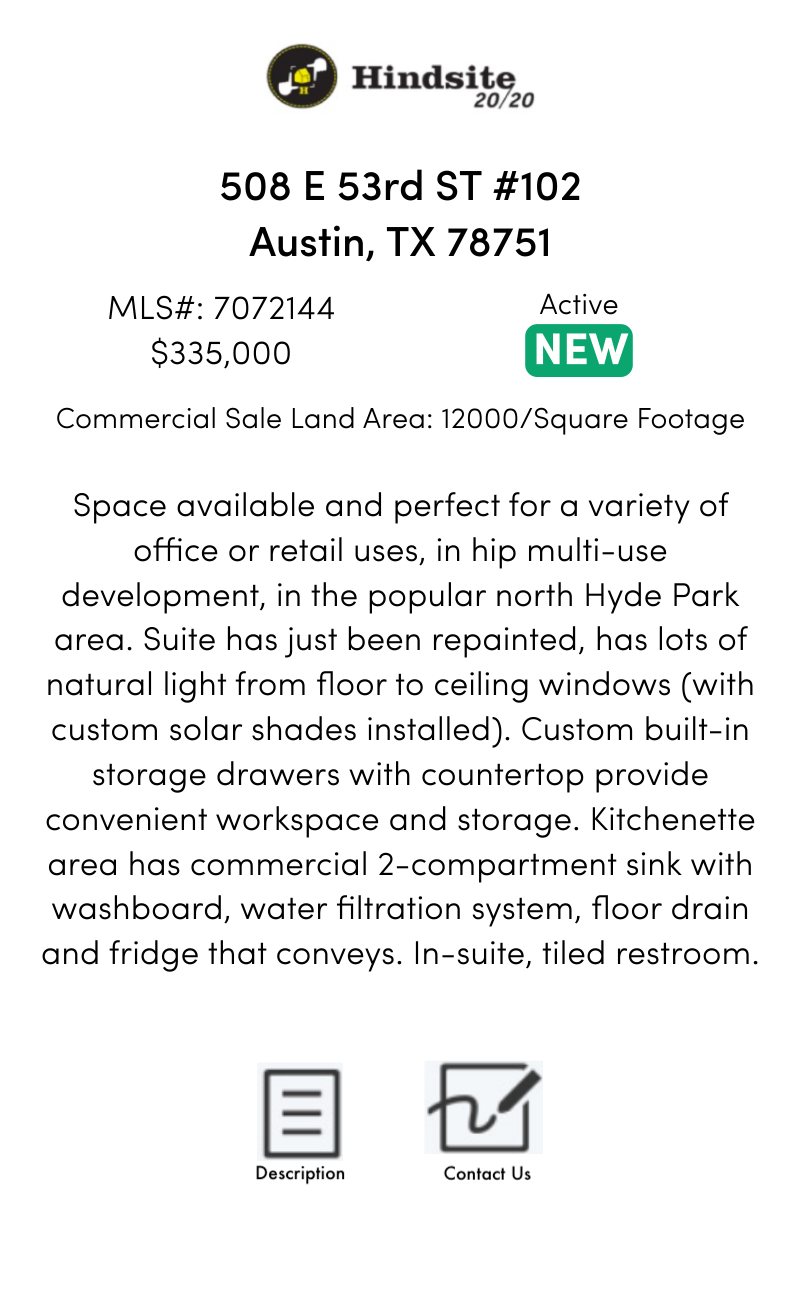 Hindsite
20/20
H
508 E 53rd ST #102
Austin, TX 78751
MLS#: 7072144
$335,000
Active
NEW
Commercial Sale Land Area: 12000/Square Footage
Space available and perfect for a variety of
office or retail uses, in hip multi-use
development, in the popular north Hyde Park
area. Suite has just been repainted, has lots of
natural light from floor to ceiling windows (with
custom solar shades installed). Custom built-in
storage drawers with countertop provide
convenient workspace and storage. Kitchenette
area has commercial 2-compartment sink with
washboard, water filtration system, floor drain
and fridge that conveys. In-suite, tiled restroom.
Description
Contact Us